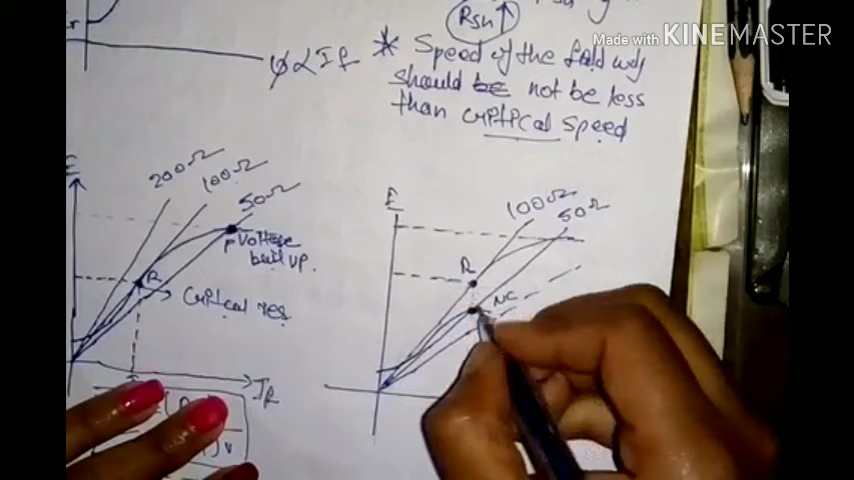 Rsh↑
Made with KINEMASTER
φ ∝ If
* Speed of the field wdg
should be not be less
than critical speed
E
200Ω
100Ω
50Ω
Voltage
built up.
R
Critical res
If
E
100Ω
50Ω
R
NC